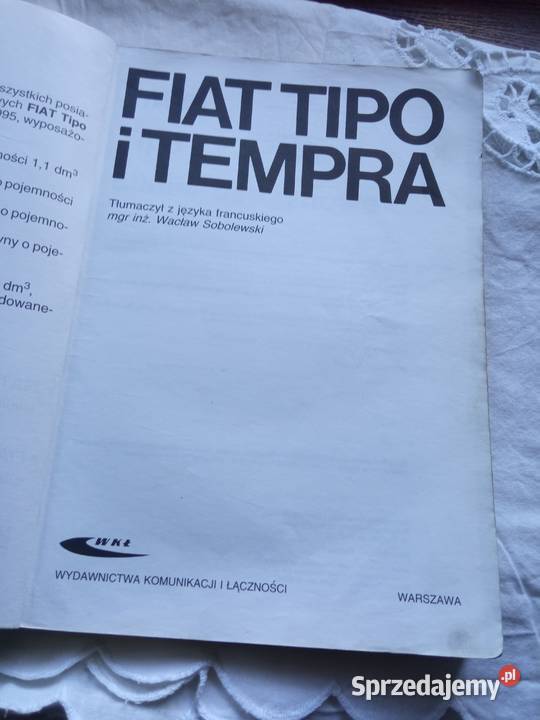 szystkich posia-
ych FIAT Tipo
995, wyposażo-
ności 1,1 dm³
o pojemności
o pojemno-
yny o poje-
dm³,
dowane-
FIAT TIPO
i TEMPRA
Tłumaczył z języka francuskiego
mgr inż. Wacław Sobolewski
WKŁ
WYDAWNICTWA KOMUNIKACJI I ŁĄCZNOŚCI
WARSZAWA
Sprzedajemy.pl